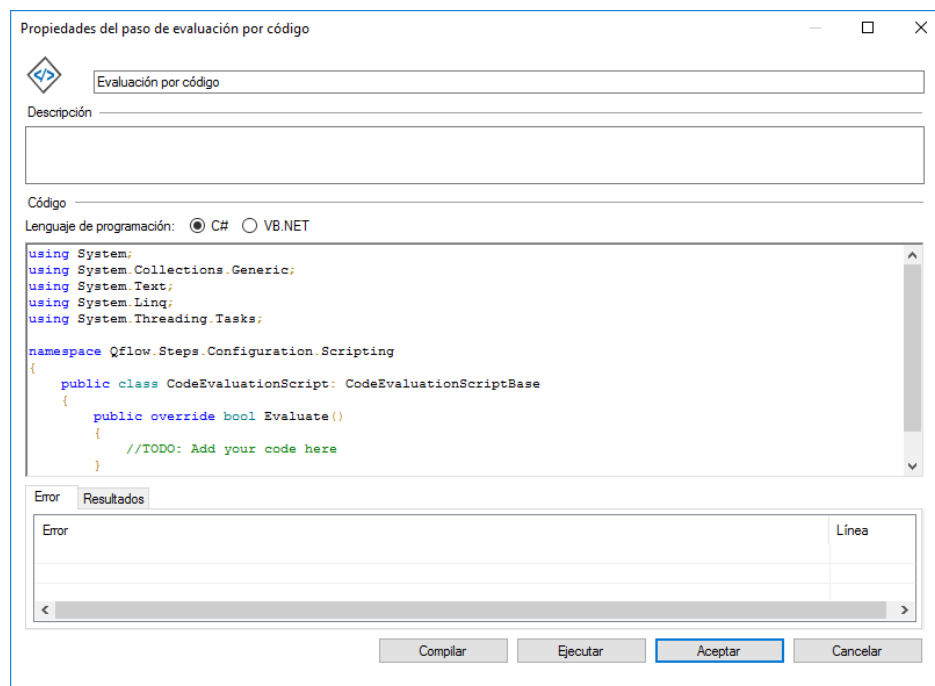 Propiedades del paso de evaluación por código
</>
Evaluación por código
Descripción
Código
Lenguaje de programación: C# VB.NET
using System;
using System.Collections.Generic;
using System.Text;
using System.Linq;
using System.Threading.Tasks;
namespace Qflow.Steps.Configuration.Scripting
{
    public class CodeEvaluationScript: CodeEvaluationScriptBase
    {
        public override bool Evaluate()
        {
            //TODO: Add your code here
        }
Error Resultados
Error Línea
Compilar Ejecutar Aceptar Cancelar